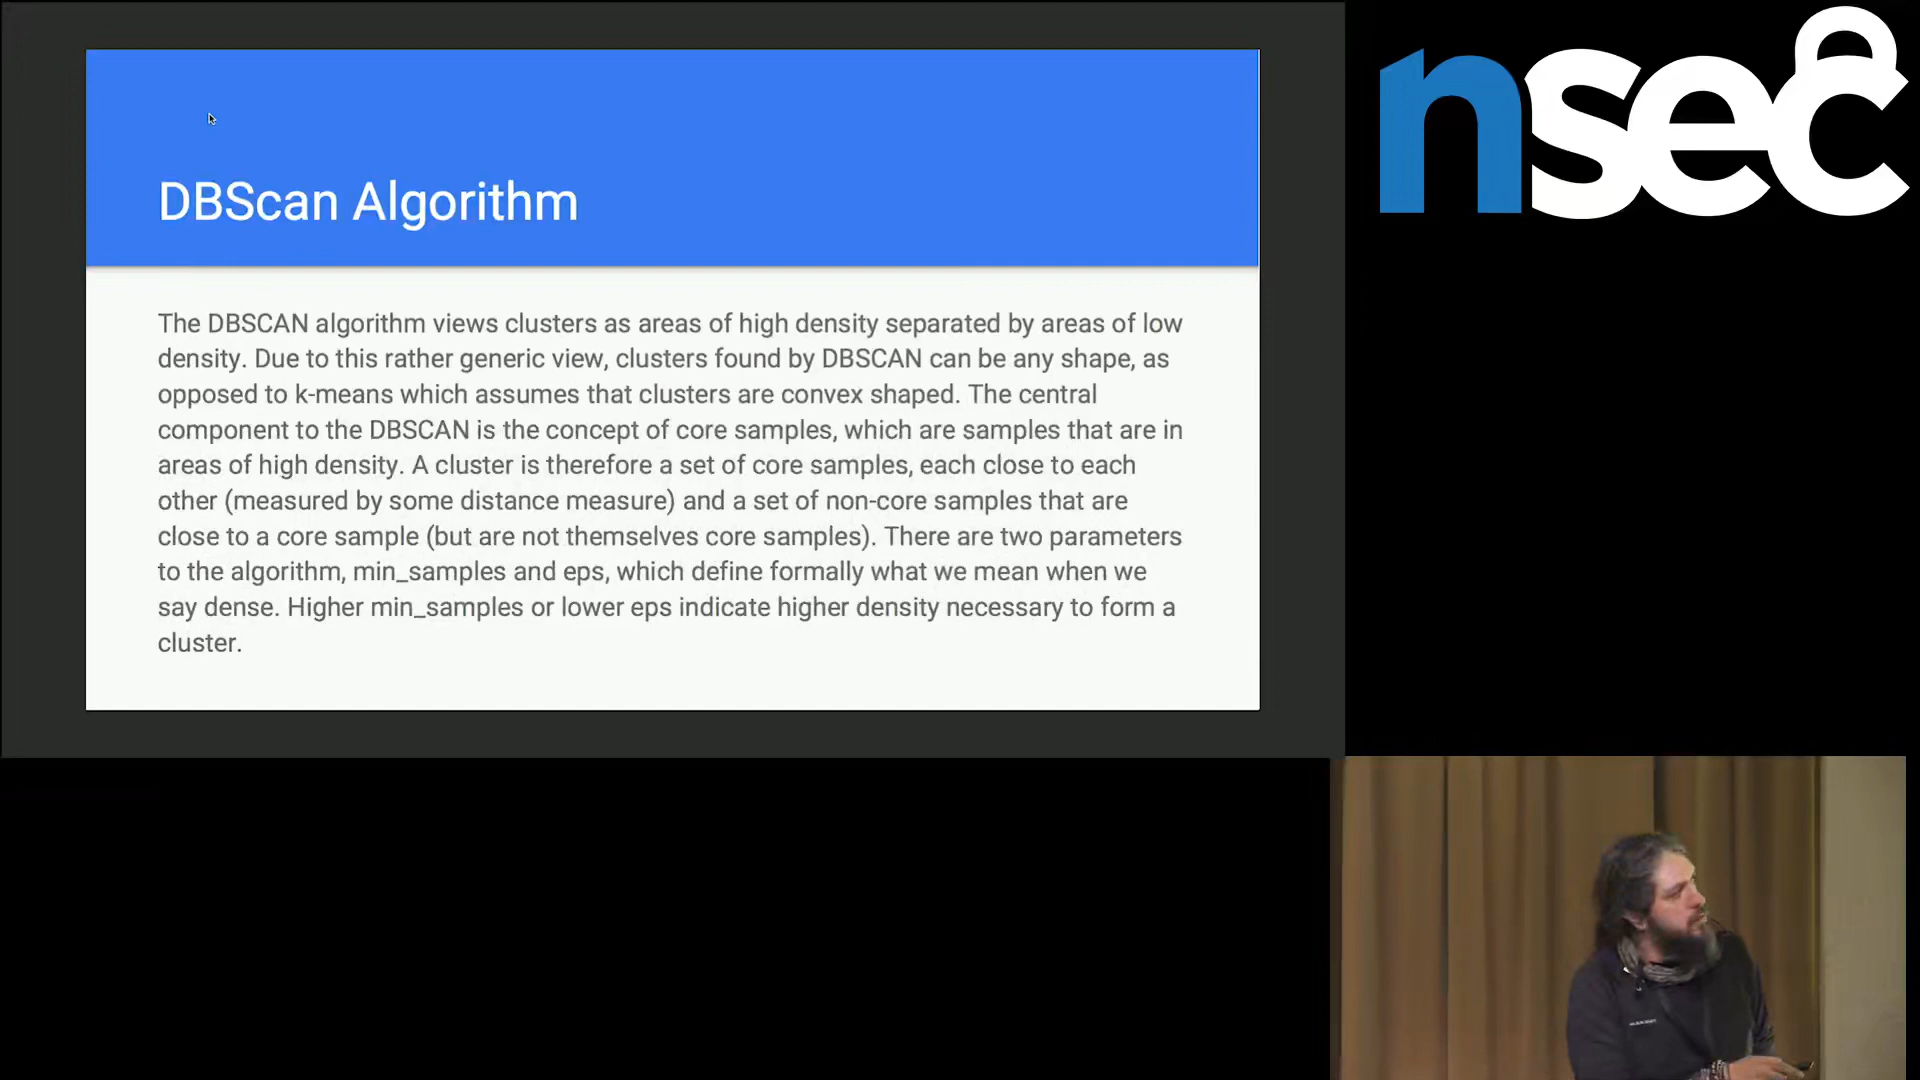 nsec
DBScan Algorithm
The DBSCAN algorithm views clusters as areas of high density separated by areas of low
density. Due to this rather generic view, clusters found by DBSCAN can be any shape, as
opposed to k-means which assumes that clusters are convex shaped. The central
component to the DBSCAN is the concept of core samples, which are samples that are in
areas of high density. A cluster is therefore a set of core samples, each close to each
other (measured by some distance measure) and a set of non-core samples that are
close to a core sample (but are not themselves core samples). There are two parameters
to the algorithm, min_samples and eps, which define formally what we mean when we
say dense. Higher min_samples or lower eps indicate higher density necessary to form a
cluster.